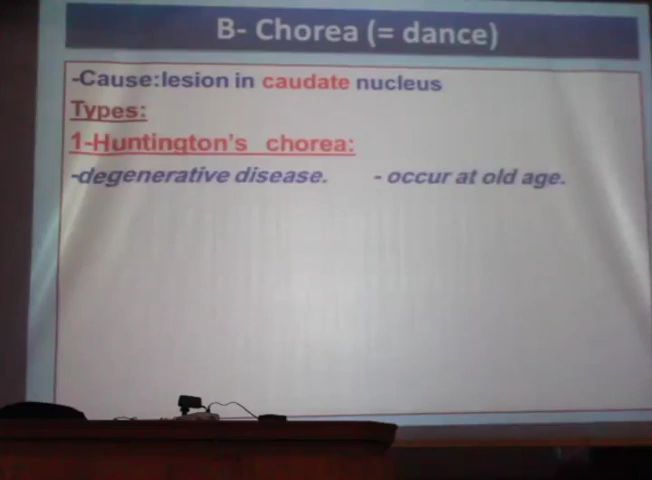 B- Chorea (= dance)
-Cause:lesion in caudate nucleus
Types:
1-Huntington's chorea:
-degenerative disease. - occur at old age.